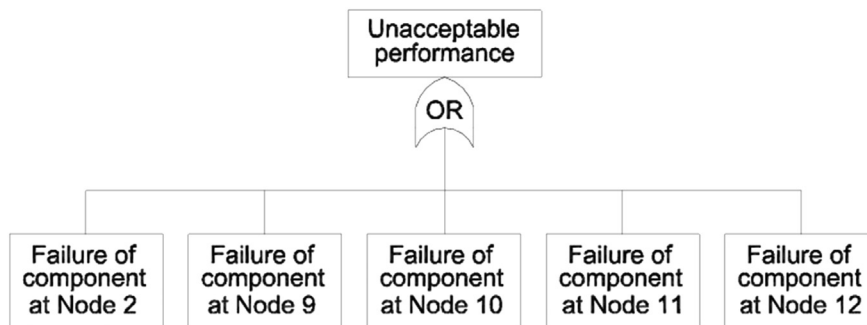 Unacceptable
performance
OR
Failure of
component
at Node 2
Failure of
component
at Node 9
Failure of
component
at Node 10
Failure of
component
at Node 11
Failure of
component
at Node 12